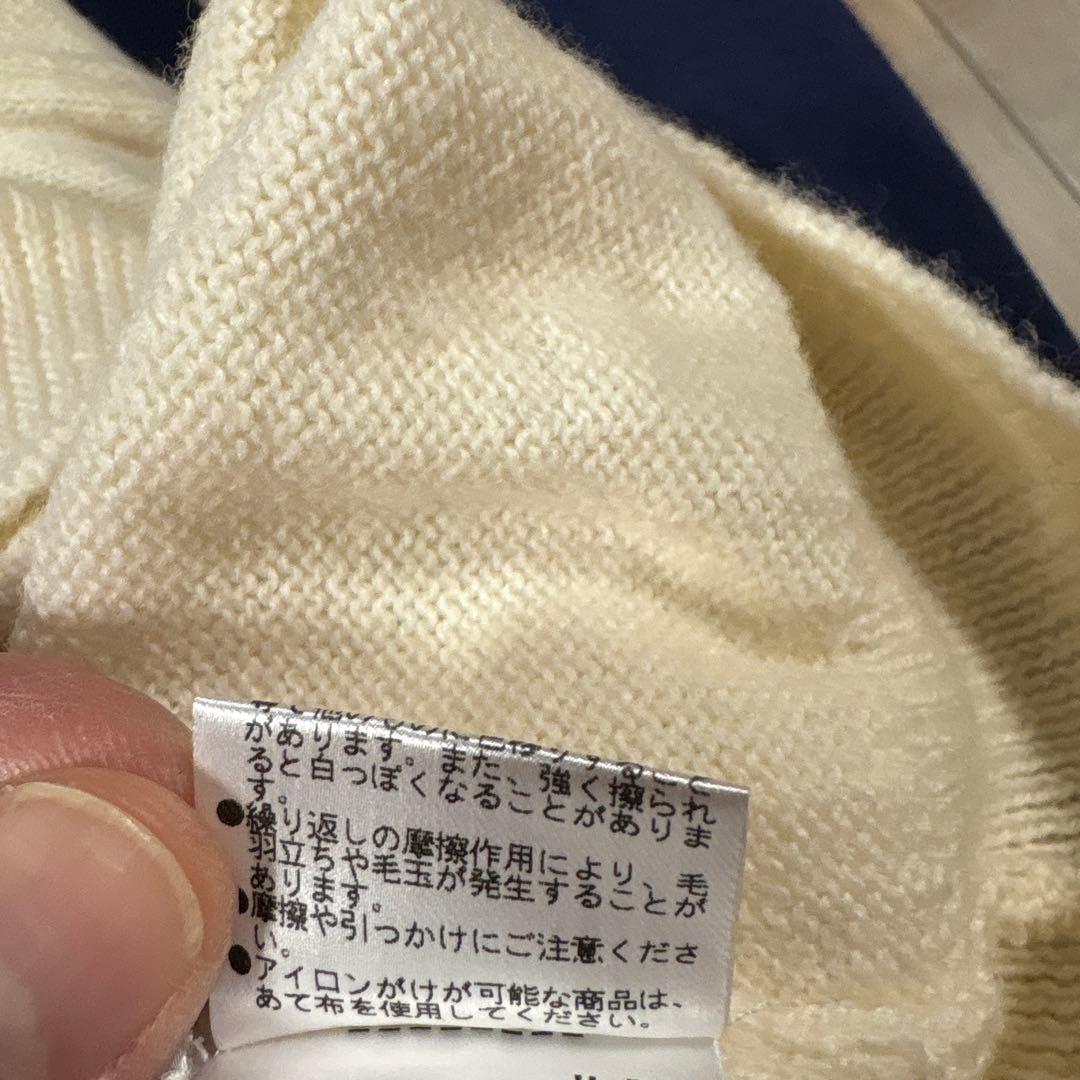 があります。また、強く擦られ
ると白っぽくなることがありま
す。
●繰り返しの摩擦作用により、毛
羽立ちや毛玉が発生することが
あります。
●摩擦や引っかけにご注意くださ
い。
●アイロンがけが可能な商品は、
あて布を使用してください。